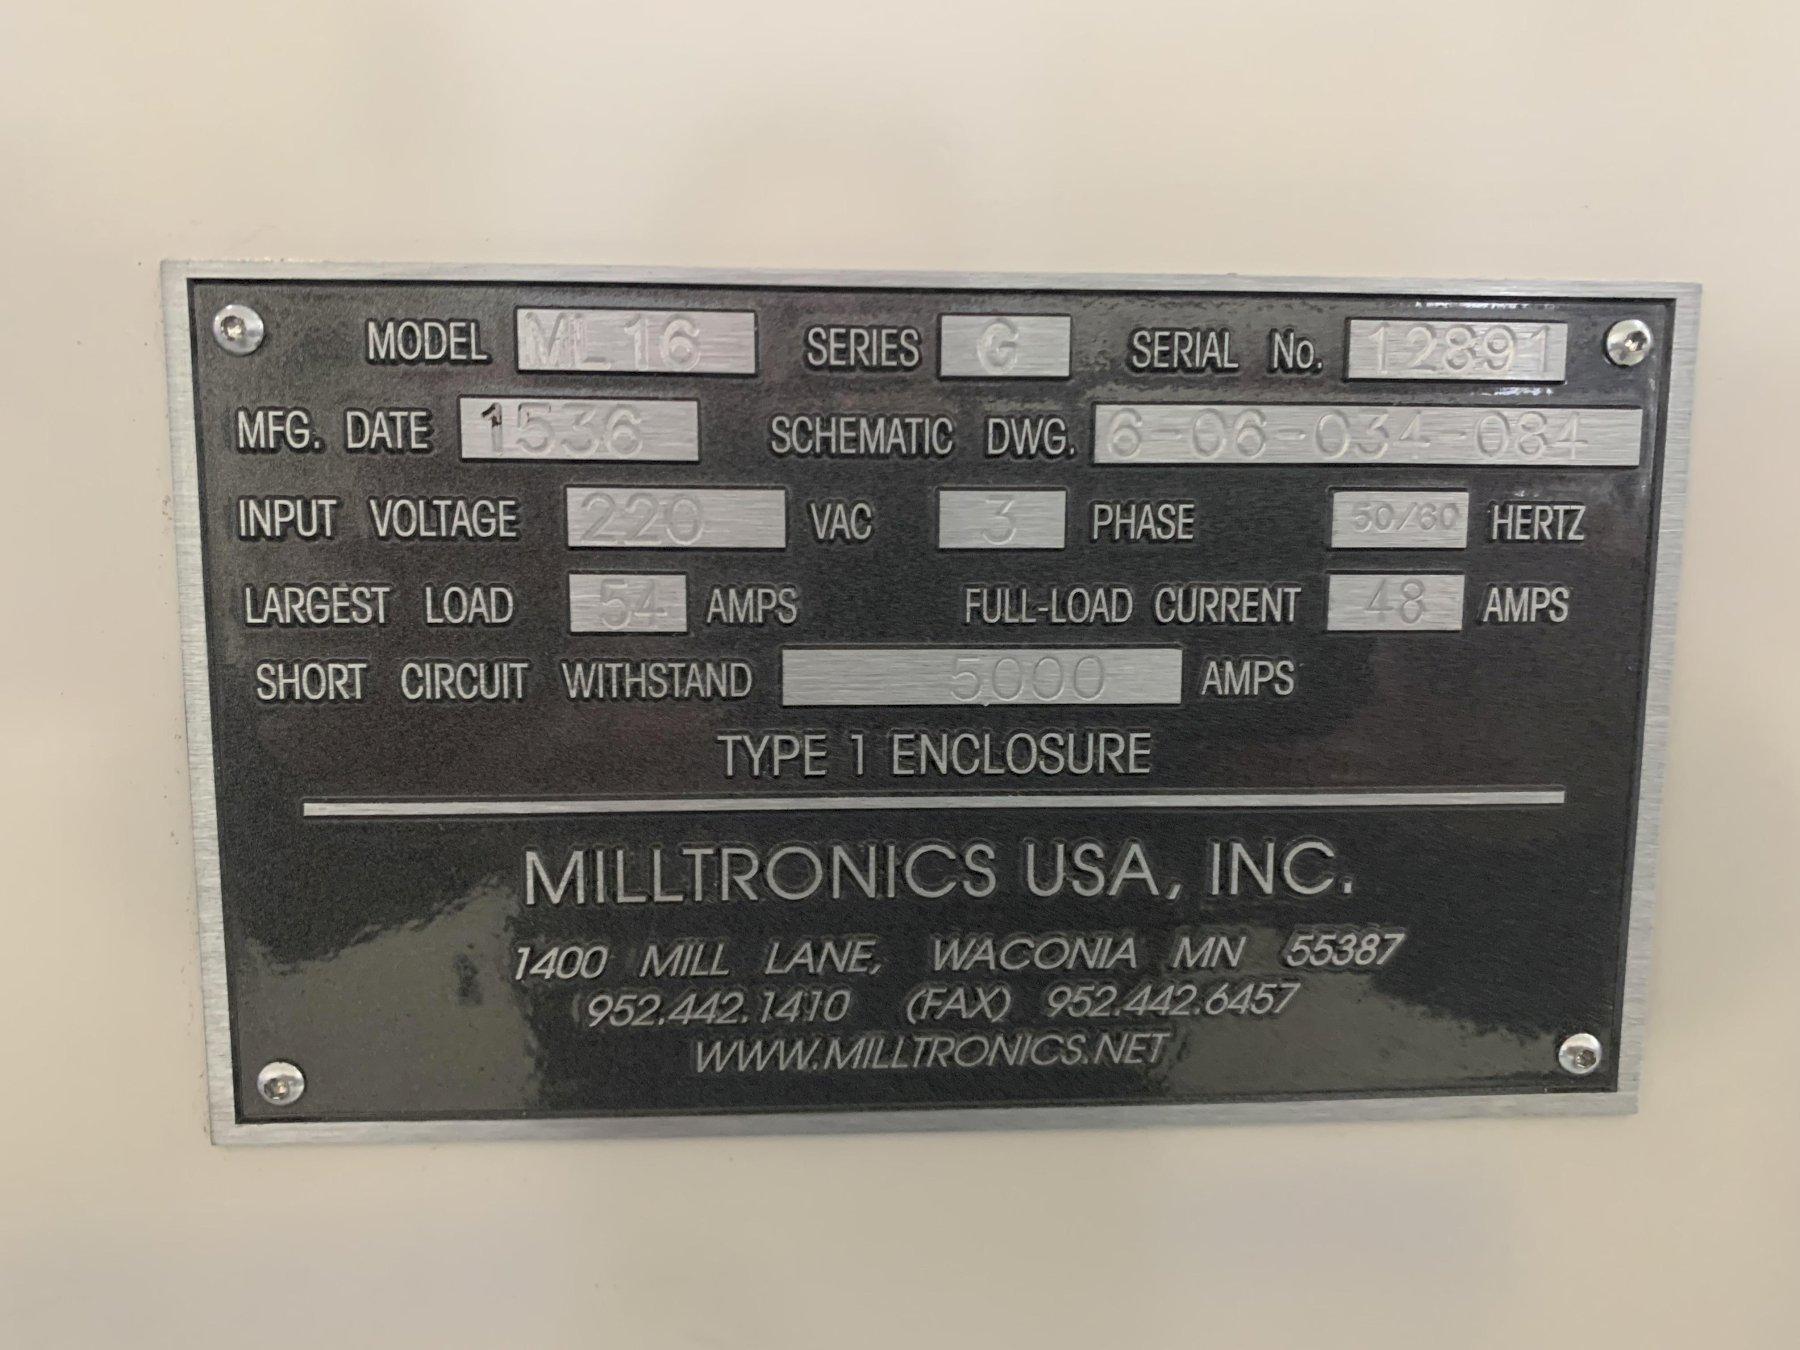 MODEL ML16 SERIES G SERIAL No. 12891
MFG. DATE 1536 SCHEMATIC DWG. 6-06-034-084
INPUT VOLTAGE 220 VAC 3 PHASE 50/60 HERTZ
LARGEST LOAD 54 AMPS FULL-LOAD CURRENT 48 AMPS
SHORT CIRCUIT WITHSTAND 5000 AMPS
TYPE 1 ENCLOSURE
MILLTRONICS USA, INC.
1400 MILL LANE, WACONIA MN 55387
952.442.1410 (FAX) 952.442.6457
WWW.MILLTRONICS.NET